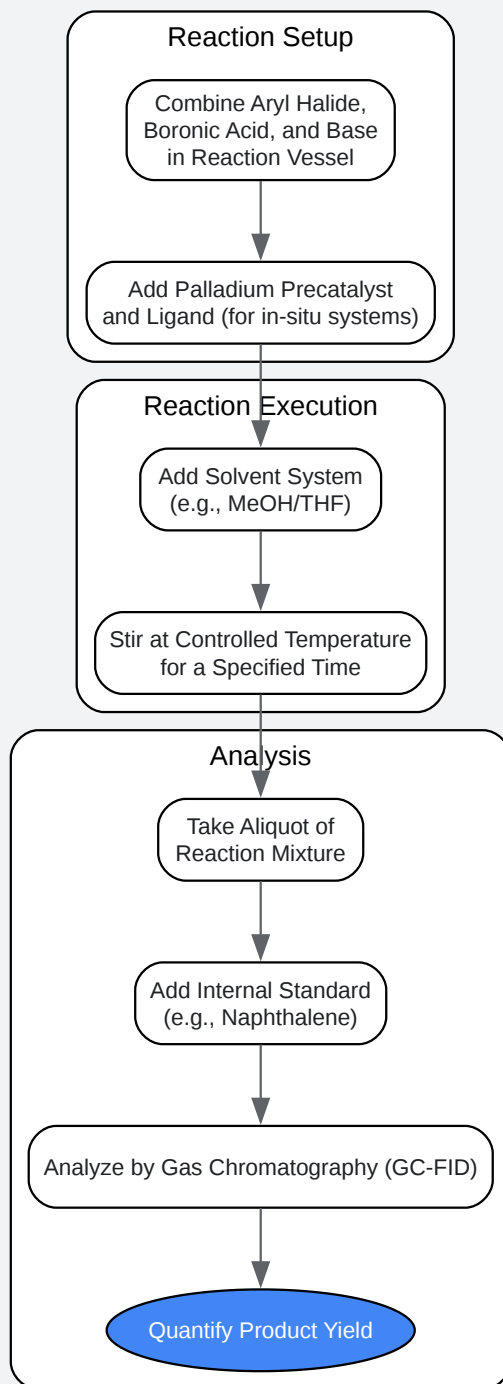 Reaction Setup
Combine Aryl Halide,
Boronic Acid, and Base
in Reaction Vessel
Add Palladium Precatalyst
and Ligand (for in-situ systems)
Reaction Execution
Add Solvent System
(e.g., MeOH/THF)
Stir at Controlled Temperature
for a Specified Time
Analysis
Take Aliquot of
Reaction Mixture
Add Internal Standard
(e.g., Naphthalene)
Analyze by Gas Chromatography (GC-FID)
Quantify Product Yield